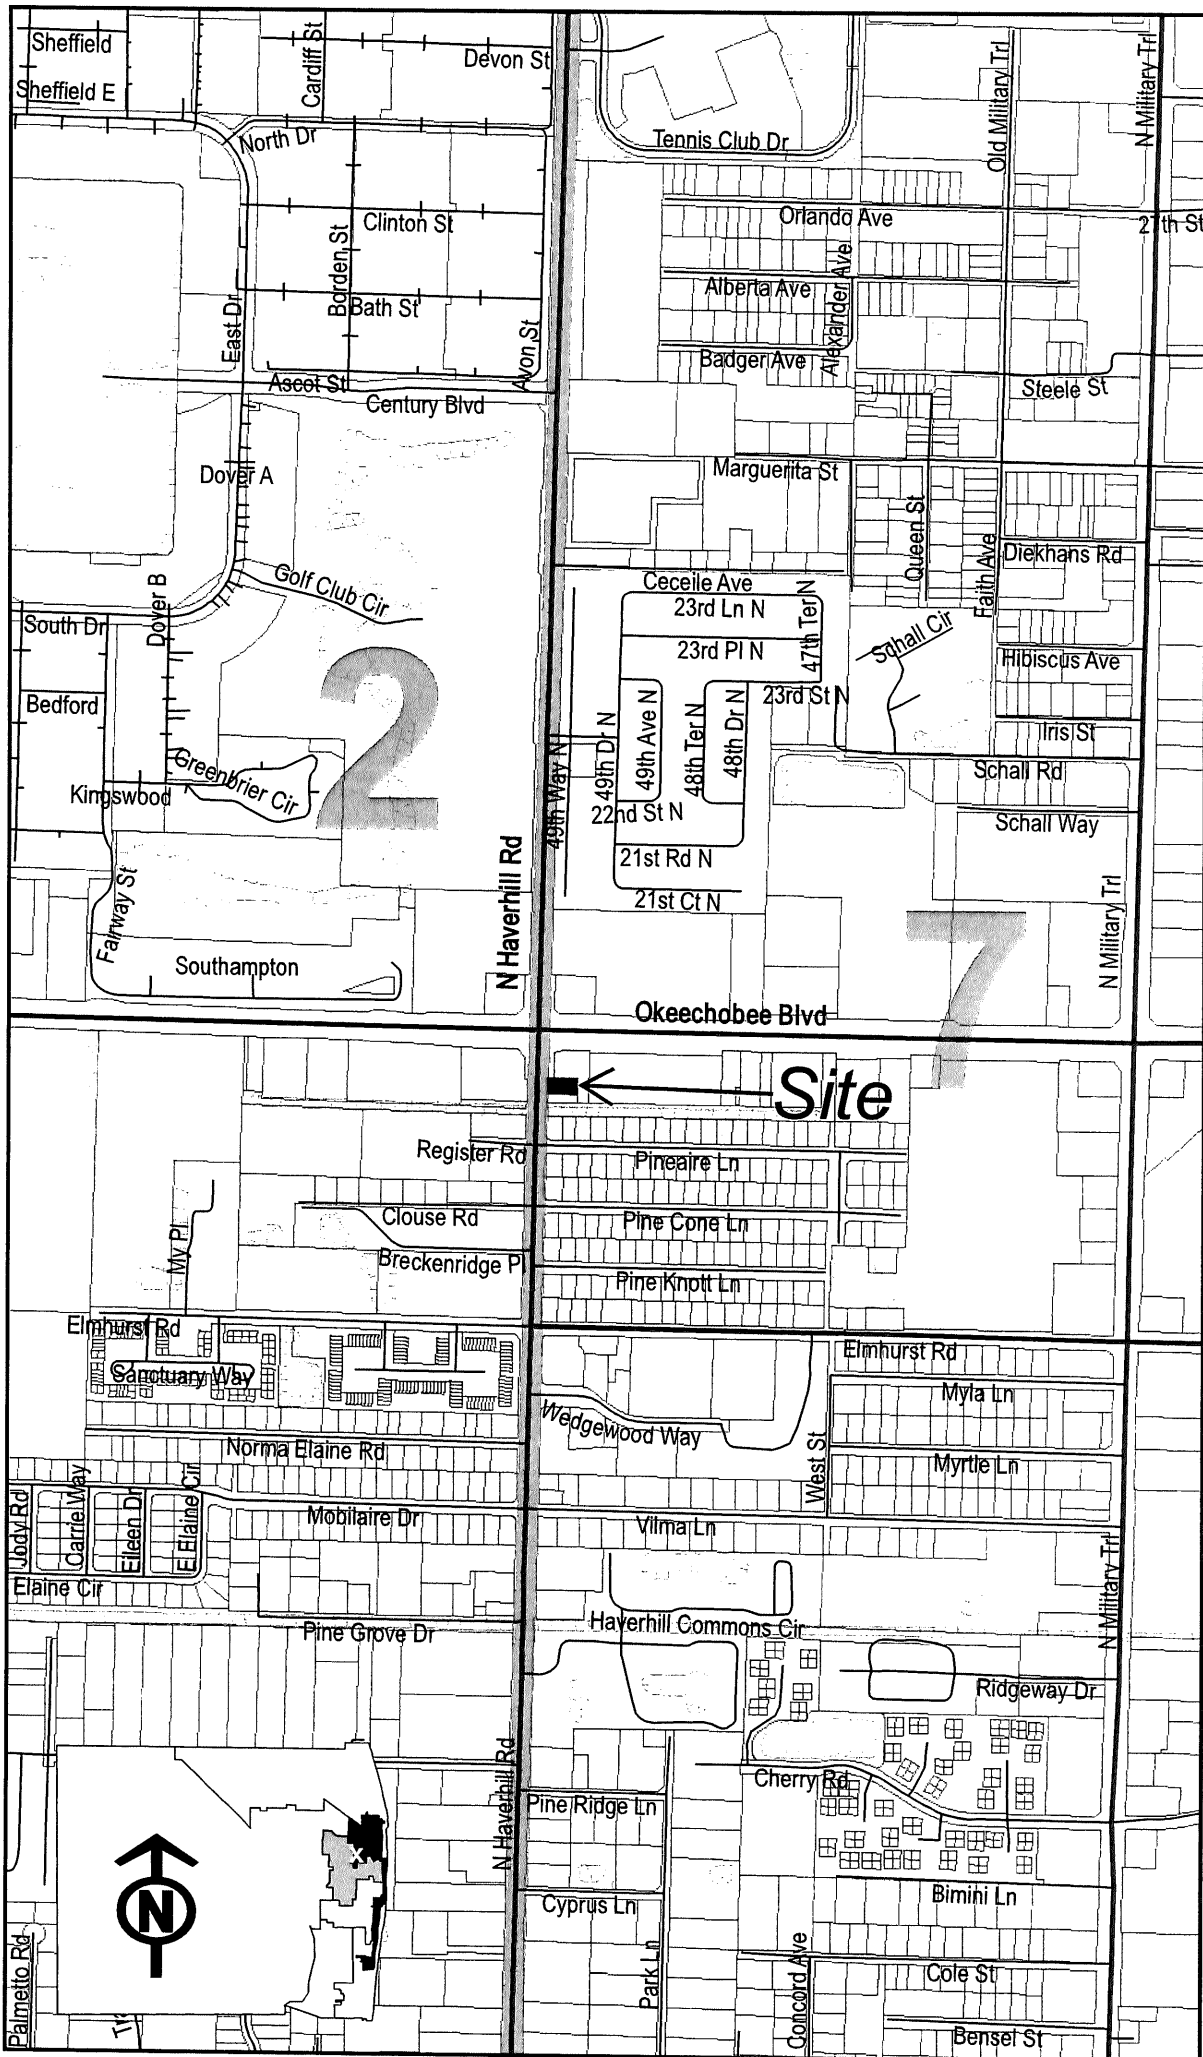 Sheffield
Cardiff St
Devon St
Old Military Trl
N Military Trl
Sheffield E
North Dr
Tennis Club Dr
Clinton St
Orlando Ave
27th St
Borden St
Bath St
Alberta Ave
Alexander Ave
East Dr
Avon St
Badger Ave
Ascot St
Century Blvd
Steele St
Dover A
Marguerita St
Queen St
Diekhans Rd
Faith Ave
Dover B
Golf Club Cir
Ceceile Ave
South Dr
23rd Ln N
47th Ter N
Schall Cir
23rd Pl N
Hibiscus Ave
2
Bedford
23rd St N
Iris St
49th Way N
49th Dr N
49th Ave N
48th Ter N
48th Dr N
Greenbrier Cir
Schall Rd
Kingswood
22nd St N
Schall Way
21st Rd N
N Haverhill Rd
21st Ct N
Fairway St
7
N Military Trl
Southampton
Okeechobee Blvd
Site
Register Rd
Pineaire Ln
Clouse Rd
Pine Cone Ln
My Pl
Breckenridge Pl
Pine Knott Ln
Elmhurst Rd
Elmhurst Rd
Sanctuary Way
Myla Ln
Wedgewood Way
Norma Elaine Rd
West St
Myrtle Ln
Jody Rd
Carrie Way
Eileen Dr
E Elaine Cir
Mobilaire Dr
Vilma Ln
Elaine Cir
N Military Trl
Pine Grove Dr
Haverhill Commons Cir
Ridgeway Dr
N Haverhill Rd
Cherry Rd
Pine Ridge Ln
x
N
Cyprus Ln
Bimini Ln
Palmetto Rd
Park Ln
Concord Ave
Cole St
Bensel St